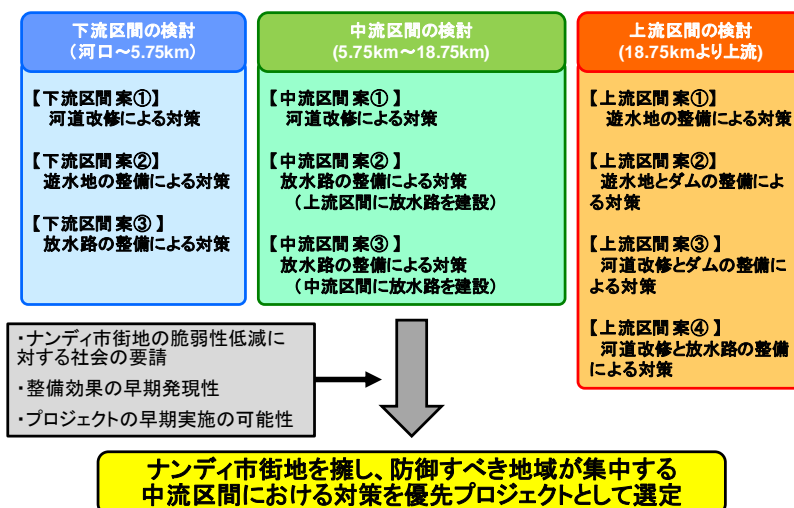 下流区間の検討
（河口～5.75km）
【下流区間 案①】
河道改修による対策
【下流区間 案②】
遊水地の整備による対策
【下流区間 案③ 】
放水路の整備による対策
中流区間の検討
(5.75km～18.75km)
【中流区間 案① 】
河道改修による対策
【中流区間 案② 】
放水路の整備による対策
（上流区間に放水路を建設）
【中流区間 案③ 】
放水路の整備による対策
（中流区間に放水路を建設）
上流区間の検討
(18.75kmより上流)
【上流区間 案①】
遊水地の整備による対策
【上流区間 案②】
遊水地とダムの整備によ
る対策
【上流区間 案③ 】
河道改修とダムの整備に
よる対策
【上流区間 案④ 】
河道改修と放水路の整備
による対策
・ナンディ市街地の脆弱性低減に
対する社会の要請
・整備効果の早期発現性
・プロジェクトの早期実施の可能性
ナンディ市街地を擁し、防御すべき地域が集中する
中流区間における対策を優先プロジェクトとして選定